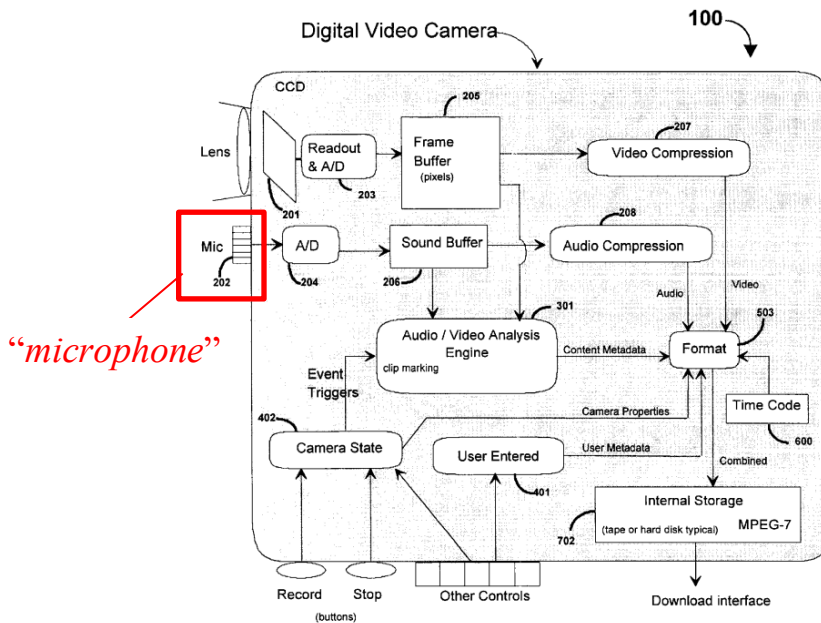 100
Digital Video Camera
CCD
205
207
Lens
Readout
& A/D
203
Frame
Buffer
(pixels)
Video Compression
201
208
Mic
202
A/D
204
Sound Buffer
206
Audio Compression
Audio
Video
“microphone”
301
503
Audio / Video Analysis
Engine
clip marking
Content Metadata
Format
Event
Triggers
Time Code
600
402
Camera Properties
Camera State
User Entered
401
User Metadata
Combined
Internal Storage
(tape or hard disk typical)
MPEG-7
702
Record
Stop
(buttons)
Other Controls
Download interface